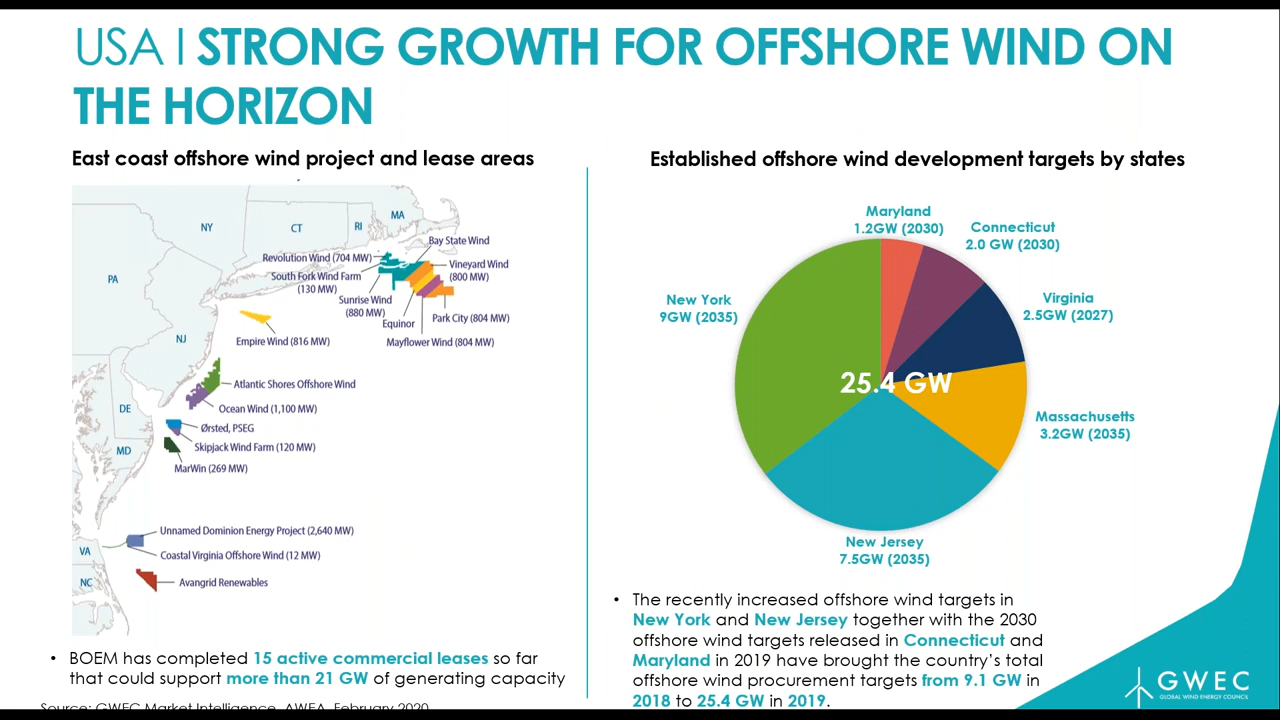 USA | STRONG GROWTH FOR OFFSHORE WIND ON
THE HORIZON
East coast offshore wind project and lease areas
NY
CT
RI
MA
PA
NJ
DE
MD
VA
NC
Bay State Wind
Revolution Wind (704 MW)
Vineyard Wind
(800 MW)
South Fork Wind Farm
(130 MW)
Sunrise Wind
(880 MW)
Equinor
Park City (804 MW)
Mayflower Wind (804 MW)
Empire Wind (816 MW)
Atlantic Shores Offshore Wind
Ocean Wind (1,100 MW)
Ørsted, PSEG
Skipjack Wind Farm (120 MW)
MarWin (269 MW)
Unnamed Dominion Energy Project (2,640 MW)
Coastal Virginia Offshore Wind (12 MW)
Avangrid Renewables
• BOEM has completed 15 active commercial leases so far
that could support more than 21 GW of generating capacity
Source: GWEC Market Intelligence, AWEA, February 2020
Established offshore wind development targets by states
Maryland
1.2GW (2030)
Connecticut
2.0 GW (2030)
Virginia
2.5GW (2027)
Massachusetts
3.2GW (2035)
New Jersey
7.5GW (2035)
New York
9GW (2035)
25.4 GW
• The recently increased offshore wind targets in
New York and New Jersey together with the 2030
offshore wind targets released in Connecticut and
Maryland in 2019 have brought the country's total
offshore wind procurement targets from 9.1 GW in
2018 to 25.4 GW in 2019.
GWEC
GLOBAL WIND ENERGY COUNCIL